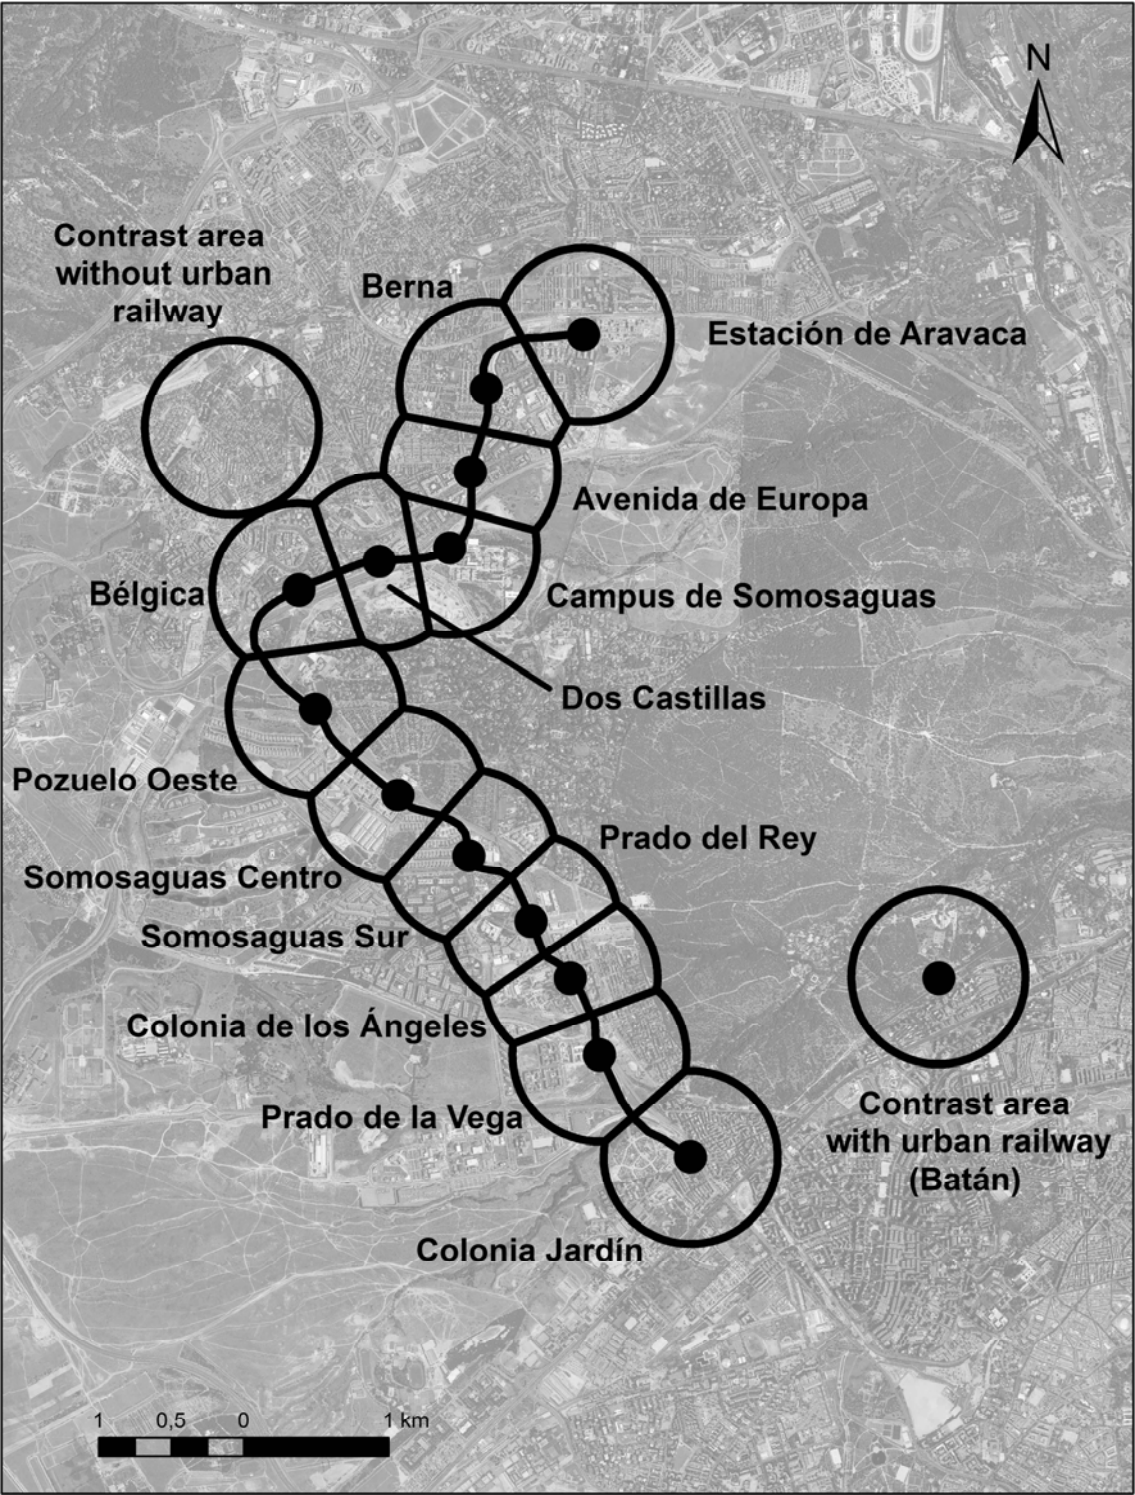 N
Contrast area
without urban
railway
Berna
Estación de Aravaca
Avenida de Europa
Bélgica
Campus de Somosaguas
Dos Castillas
Pozuelo Oeste
Prado del Rey
Somosaguas Centro
Somosaguas Sur
Colonia de los Ángeles
Contrast area
with urban railway
(Batán)
Prado de la Vega
Colonia Jardín
1 0,5 0 1 km